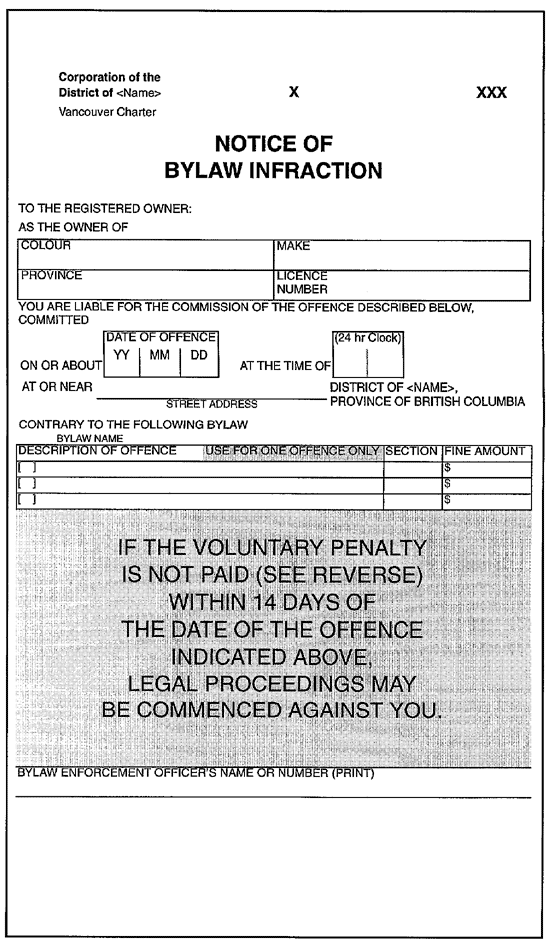 Corporation of the
District of <Name> X XXX
Vancouver Charter
NOTICE OF
BYLAW INFRACTION
TO THE REGISTERED OWNER:
AS THE OWNER OF
COLOUR MAKE
PROVINCE LICENCE
NUMBER
YOU ARE LIABLE FOR THE COMMISSION OF THE OFFENCE DESCRIBED BELOW,
COMMITTED
DATE OF OFFENCE (24 hr Clock)
YY MM DD
ON OR ABOUT AT THE TIME OF
AT OR NEAR DISTRICT OF <NAME>,
STREET ADDRESS PROVINCE OF BRITISH COLUMBIA
CONTRARY TO THE FOLLOWING BYLAW
BYLAW NAME
DESCRIPTION OF OFFENCE USE FOR ONE OFFENCE ONLY SECTION FINE AMOUNT
[ ] $
[ ] $
[ ] $
IF THE VOLUNTARY PENALTY
IS NOT PAID (SEE REVERSE)
WITHIN 14 DAYS OF
THE DATE OF THE OFFENCE
INDICATED ABOVE,
LEGAL PROCEEDINGS MAY
BE COMMENCED AGAINST YOU.
BYLAW ENFORCEMENT OFFICER'S NAME OR NUMBER (PRINT)